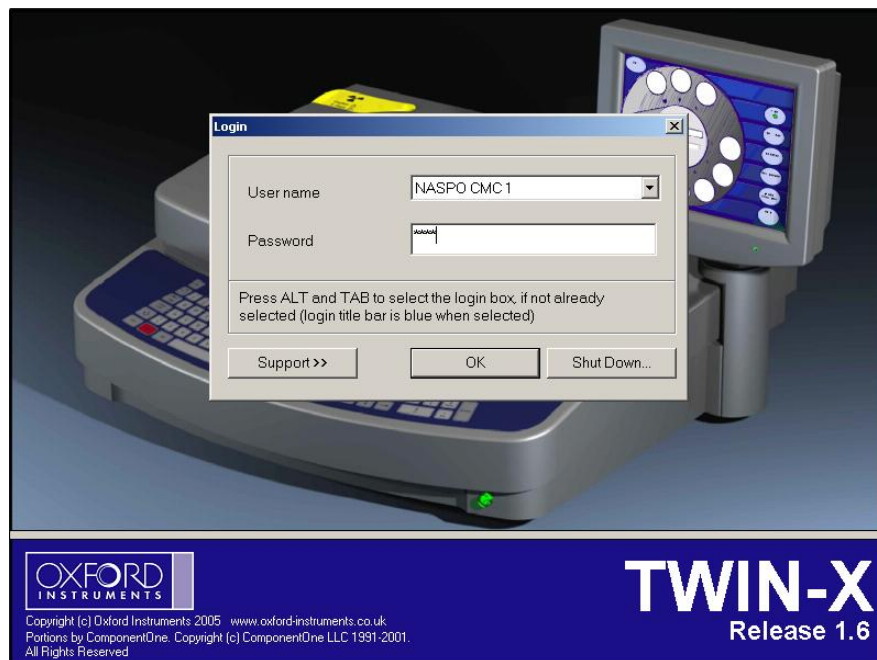 Login
User name
NASPO CMC 1
Password
****
Press ALT and TAB to select the login box, if not already
selected (login title bar is blue when selected)
Support >>
OK
Shut Down...
OXFORD
INSTRUMENTS
TWIN-X
Release 1.6
Copyright (c) Oxford Instruments 2005 www.oxford-instruments.co.uk
Portions by ComponentOne. Copyright (c) ComponentOne LLC 1991-2001.
All Rights Reserved